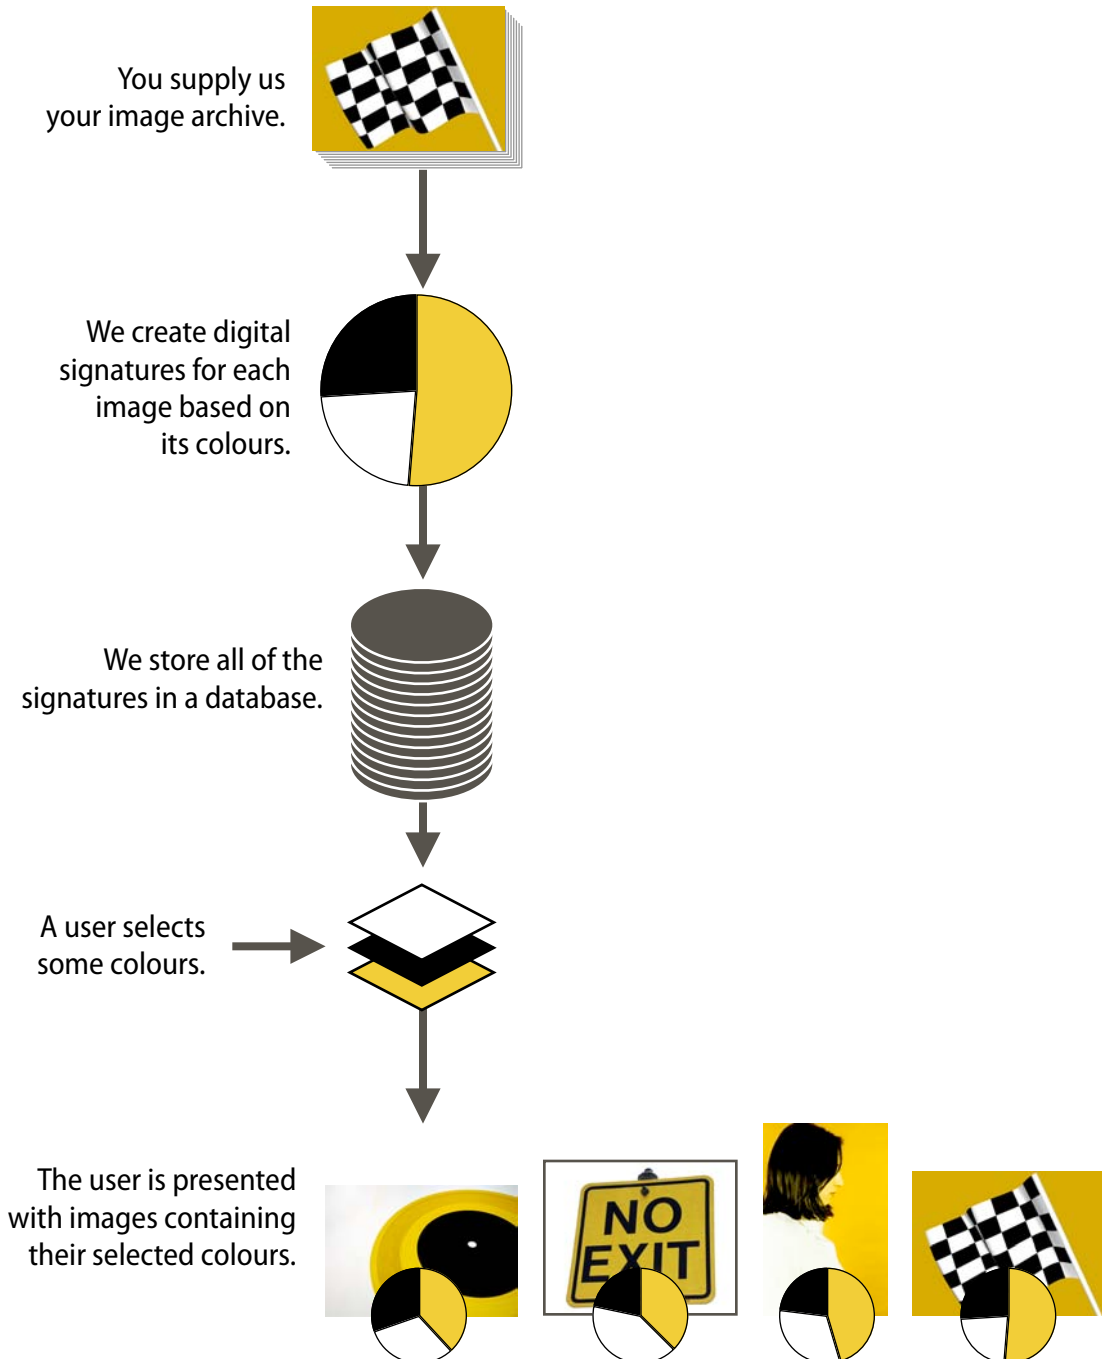 You supply us
your image archive.
We create digital
signatures for each
image based on
its colours.
We store all of the
signatures in a database.
A user selects
some colours.
The user is presented
with images containing
their selected colours.
NO
EXIT